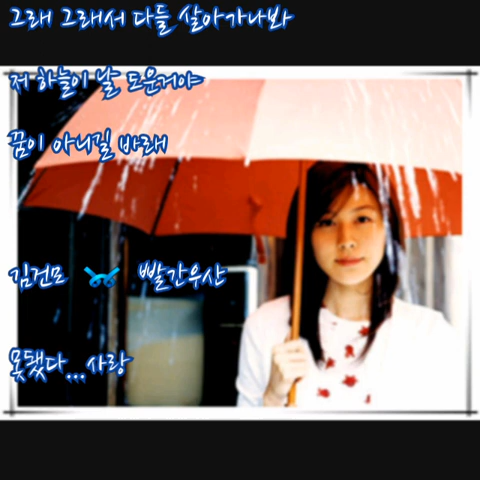 그래 그래서 다들 살아가나봐
저 하늘이 날 도운거야
꿈이 아니길 바래
김건모 빨간우산
못됐다...사랑